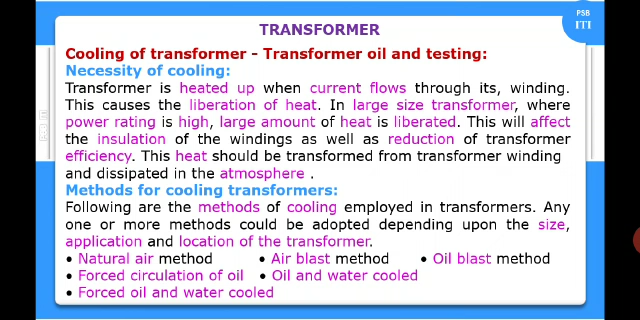 PSB
ITI
TRANSFORMER
Cooling of transformer - Transformer oil and testing:
Necessity of cooling:
Transformer is heated up when current flows through its, winding.
This causes the liberation of heat. In large size transformer, where
power rating is high, large amount of heat is liberated. This will affect
the insulation of the windings as well as reduction of transformer
efficiency. This heat should be transformed from transformer winding
and dissipated in the atmosphere .
Methods for cooling transformers:
Following are the methods of cooling employed in transformers. Any
one or more methods could be adopted depending upon the size,
application and location of the transformer.
• Natural air method • Air blast method • Oil blast method
• Forced circulation of oil • Oil and water cooled
• Forced oil and water cooled